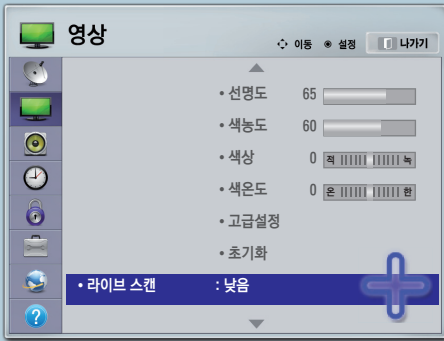 영상
이동 설정 나가기
• 선명도 65
• 색농도 60
• 색상 0 적 녹
• 색온도 0 온 한
• 고급설정
• 초기화
• 라이브 스캔 : 낮음
?